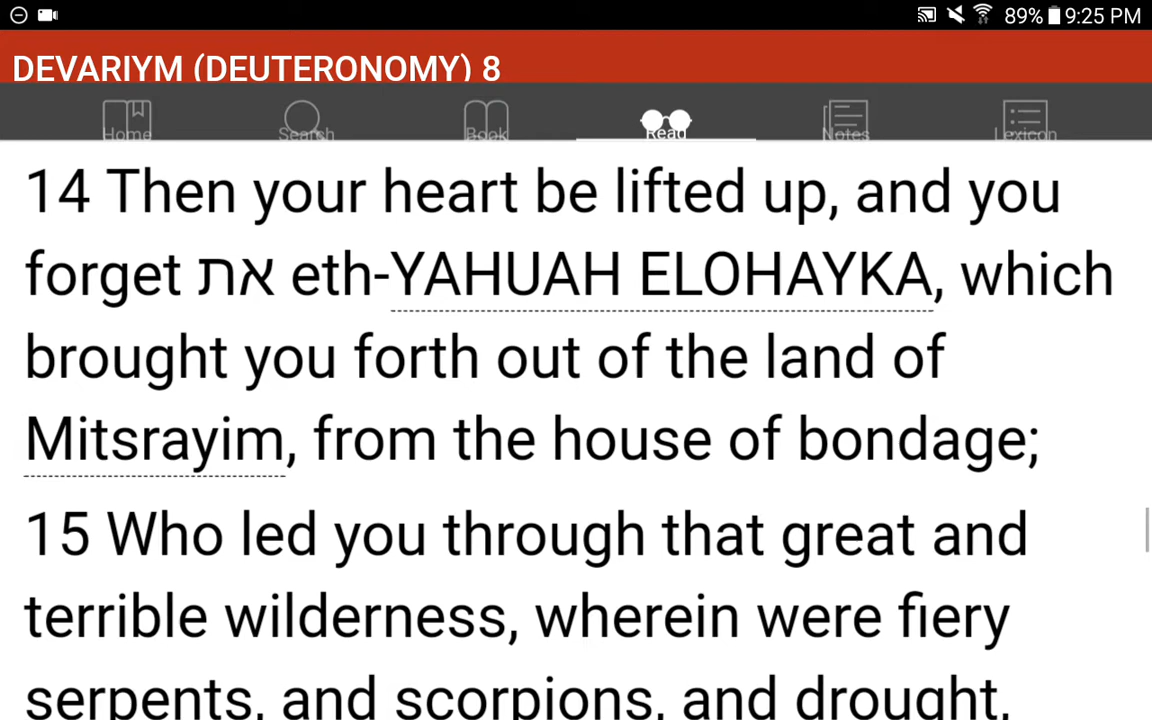 89% 9:25 PM
DEVARIYM (DEUTERONOMY) 8
Home Search Book Read Notes Lexicon
14 Then your heart be lifted up, and you
forget את eth-YAHUAH ELOHAYKA, which
brought you forth out of the land of
Mitsrayim, from the house of bondage;
15 Who led you through that great and
terrible wilderness, wherein were fiery
serpents, and scorpions, and drought,